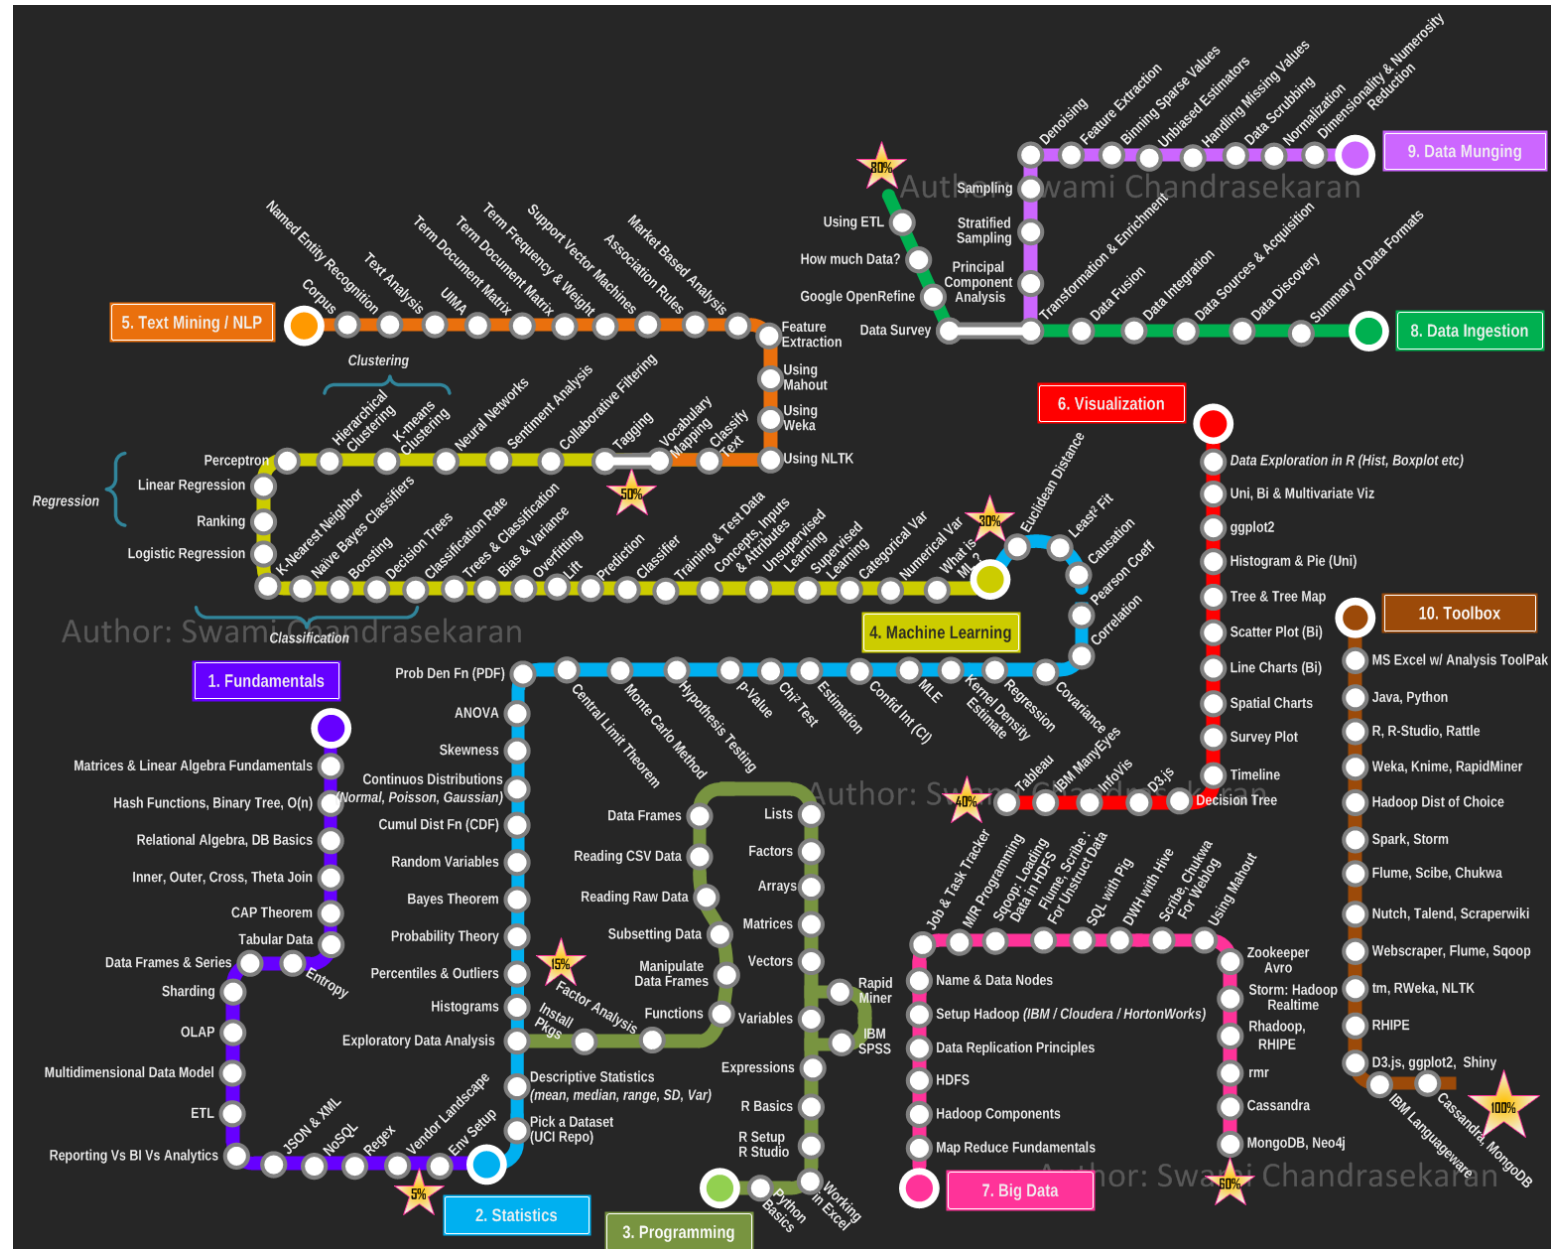 Denoising
Feature Extraction
Binning Sparse Values
Unbiased Estimators
Handling Missing Values
Data Scrubbing
Normalization
Dimensionality & Numerosity
Reduction
9. Data Munging
80%
Author: Swami Chandrasekaran
Sampling
Stratified
Sampling
Principal
Component
Analysis
Using ETL
How much Data?
Google OpenRefine
Data Survey
Transformation & Enrichment
Data Fusion
Data Integration
Data Sources & Acquisition
Data Discovery
Summary of Data Formats
8. Data Ingestion
5. Text Mining / NLP
Corpus
Named Entity Recognition
Text Analysis
UIMA
Term Document Matrix
Term Document Matrix
Term Frequency & Weight
Support Vector Machines
Association Rules
Market Based Analysis
Feature
Extraction
Using
Mahout
Using
Weka
Using NLTK
Classify
Text
Vocabulary
Mapping
Tagging
50%
Collaborative Filtering
Sentiment Analysis
Neural Networks
K-means
Clustering
Hierarchical
Clustering
Clustering
Perceptron
Regression
Linear Regression
Ranking
Logistic Regression
K-Nearest Neighbor
Naive Bayes Classifiers
Boosting
Decision Trees
Classification Rate
Trees & Classification
Bias & Variance
Overfitting
Lift
Prediction
Classifier
Training & Test Data
Concepts, Inputs
& Attributes
Unsupervised
Learning
Supervised
Learning
Categorical Var
Numerical Var
What is
ML?
30%
4. Machine Learning
Classification
Author: Swami Chandrasekaran
Euclidean Distance
Least² Fit
Causation
Pearson Coeff
Correlation
Covariance
Regression
Kernel Density
Estimate
MLE
Confid Int (CI)
Estimation
Chi² Test
p-Value
Hypothesis Testing
Monte Carlo Method
Central Limit Theorem
Prob Den Fn (PDF)
ANOVA
Skewness
Continuos Distributions
(Normal, Poisson, Gaussian)
Cumul Dist Fn (CDF)
Random Variables
Bayes Theorem
Probability Theory
Percentiles & Outliers
Histograms
Exploratory Data Analysis
Descriptive Statistics
(mean, median, range, SD, Var)
Pick a Dataset
(UCI Repo)
2. Statistics
1. Fundamentals
Matrices & Linear Algebra Fundamentals
Hash Functions, Binary Tree, O(n)
Relational Algebra, DB Basics
Inner, Outer, Cross, Theta Join
CAP Theorem
Tabular Data
Entropy
Data Frames & Series
Sharding
OLAP
Multidimensional Data Model
ETL
Reporting Vs BI Vs Analytics
JSON & XML
NoSQL
Regex
Vendor Landscape
Env Setup
5%
3. Programming
Python
Basics
Working
in Excel
R Setup
R Studio
R Basics
Expressions
Variables
IBM
SPSS
Rapid
Miner
Vectors
Matrices
Arrays
Factors
Lists
Data Frames
Reading CSV Data
Reading Raw Data
Subsetting Data
Manipulate
Data Frames
Functions
Factor Analysis
Install
Pkgs
15%
6. Visualization
Data Exploration in R (Hist, Boxplot etc)
Uni, Bi & Multivariate Viz
ggplot2
Histogram & Pie (Uni)
Tree & Tree Map
Scatter Plot (Bi)
Line Charts (Bi)
Spatial Charts
Survey Plot
Timeline
Decision Tree
D3.js
InfoVis
IBM ManyEyes
Tableau
40%
Author: Swami Chandrasekaran
7. Big Data
Map Reduce Fundamentals
Hadoop Components
HDFS
Data Replication Principles
Setup Hadoop (IBM / Cloudera / HortonWorks)
Name & Data Nodes
Job & Task Tracker
M/R Programming
Sqoop: Loading
Data in HDFS
Flume, Scribe :
For Unstruct Data
SQL with Pig
DWH with Hive
Scribe, Chukwa
For Weblog
Using Mahout
Zookeeper
Avro
Storm: Hadoop
Realtime
Rhadoop,
RHIPE
rmr
Cassandra
MongoDB, Neo4j
60%
Author: Swami Chandrasekaran
10. Toolbox
MS Excel w/ Analysis ToolPak
Java, Python
R, R-Studio, Rattle
Weka, Knime, RapidMiner
Hadoop Dist of Choice
Spark, Storm
Flume, Scibe, Chukwa
Nutch, Talend, Scraperwiki
Webscraper, Flume, Sqoop
tm, RWeka, NLTK
RHIPE
D3.js, ggplot2, Shiny
IBM Languageware
Cassandra, MongoDB
100%